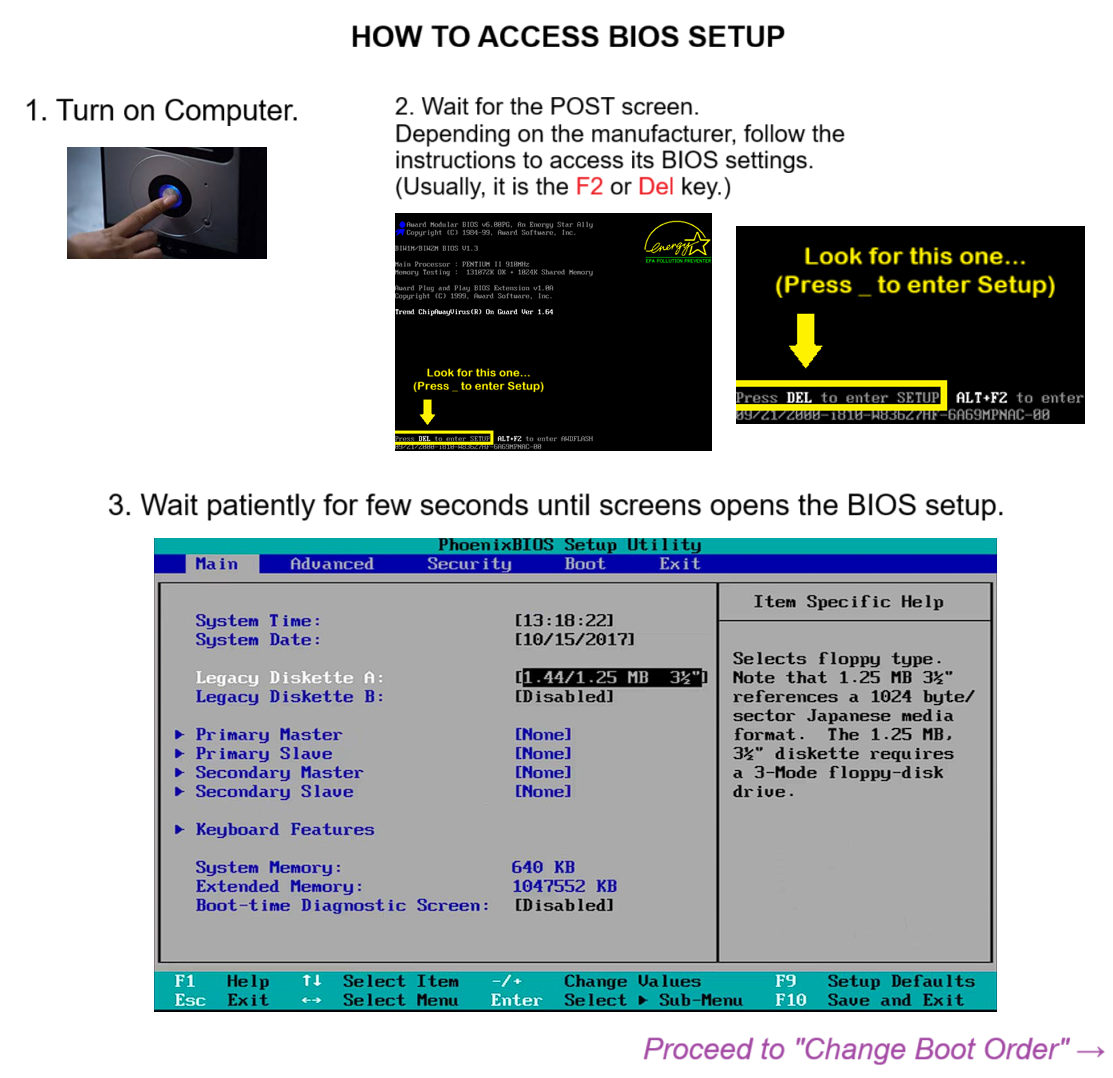 HOW TO ACCESS BIOS SETUP
1. Turn on Computer.
2. Wait for the POST screen.
Depending on the manufacturer, follow the
instructions to access its BIOS settings.
(Usually, it is the F2 or Del key.)
Award Modular BIOS v6.00PG, An Energy Star Ally
Copyright (C) 1984-99, Award Software, Inc.
BIW1M/BIW2M BIOS V1.3
Main Processor : PENTIUM II 910MHz
Memory Testing : 131072K OK + 1024K Shared Memory
Award Plug and Play BIOS Extension v1.0A
Copyright (C) 1999, Award Software, Inc.
Trend ChipAwayVirus(R) On Guard Ver 1.64
energy
EPA POLLUTION PREVENTER
Look for this one...
(Press _ to enter Setup)
Press DEL to enter SETUP, ALT+F2 to enter AWDFLASH
09/21/2000-i810-W83627HF-6A69MPNAC-00
Look for this one...
(Press _ to enter Setup)
Press DEL to enter SETUP ALT+F2 to enter
09/21/2000-i810-W83627HF-6A69MPNAC-00
3. Wait patiently for few seconds until screens opens the BIOS setup.
PhoenixBIOS Setup Utility
Main Advanced Security Boot Exit
Item Specific Help
System Time: [13:18:22]
System Date: [10/15/2017]
Legacy Diskette A: [1.44/1.25 MB 3½"]
Legacy Diskette B: [Disabled]
▶ Primary Master [None]
▶ Primary Slave [None]
▶ Secondary Master [None]
▶ Secondary Slave [None]
▶ Keyboard Features
System Memory: 640 KB
Extended Memory: 1047552 KB
Boot-time Diagnostic Screen: [Disabled]
Selects floppy type.
Note that 1.25 MB 3½"
references a 1024 byte/
sector Japanese media
format. The 1.25 MB,
3½" diskette requires
a 3-Mode floppy-disk
drive.
F1 Help ↑↓ Select Item -/+ Change Values F9 Setup Defaults
Esc Exit ↔ Select Menu Enter Select ▶ Sub-Menu F10 Save and Exit
Proceed to "Change Boot Order" →